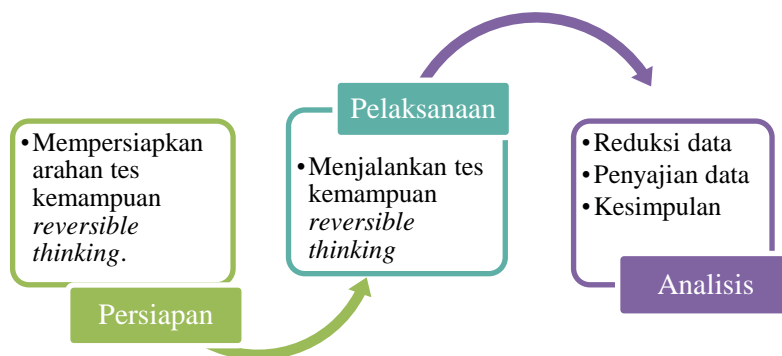 •Mempersiapkan
arahan tes
kemampuan
reversible
thinking.
Persiapan
Pelaksanaan
•Menjalankan tes
kemampuan
reversible
thinking
•Reduksi data
•Penyajian data
•Kesimpulan
Analisis